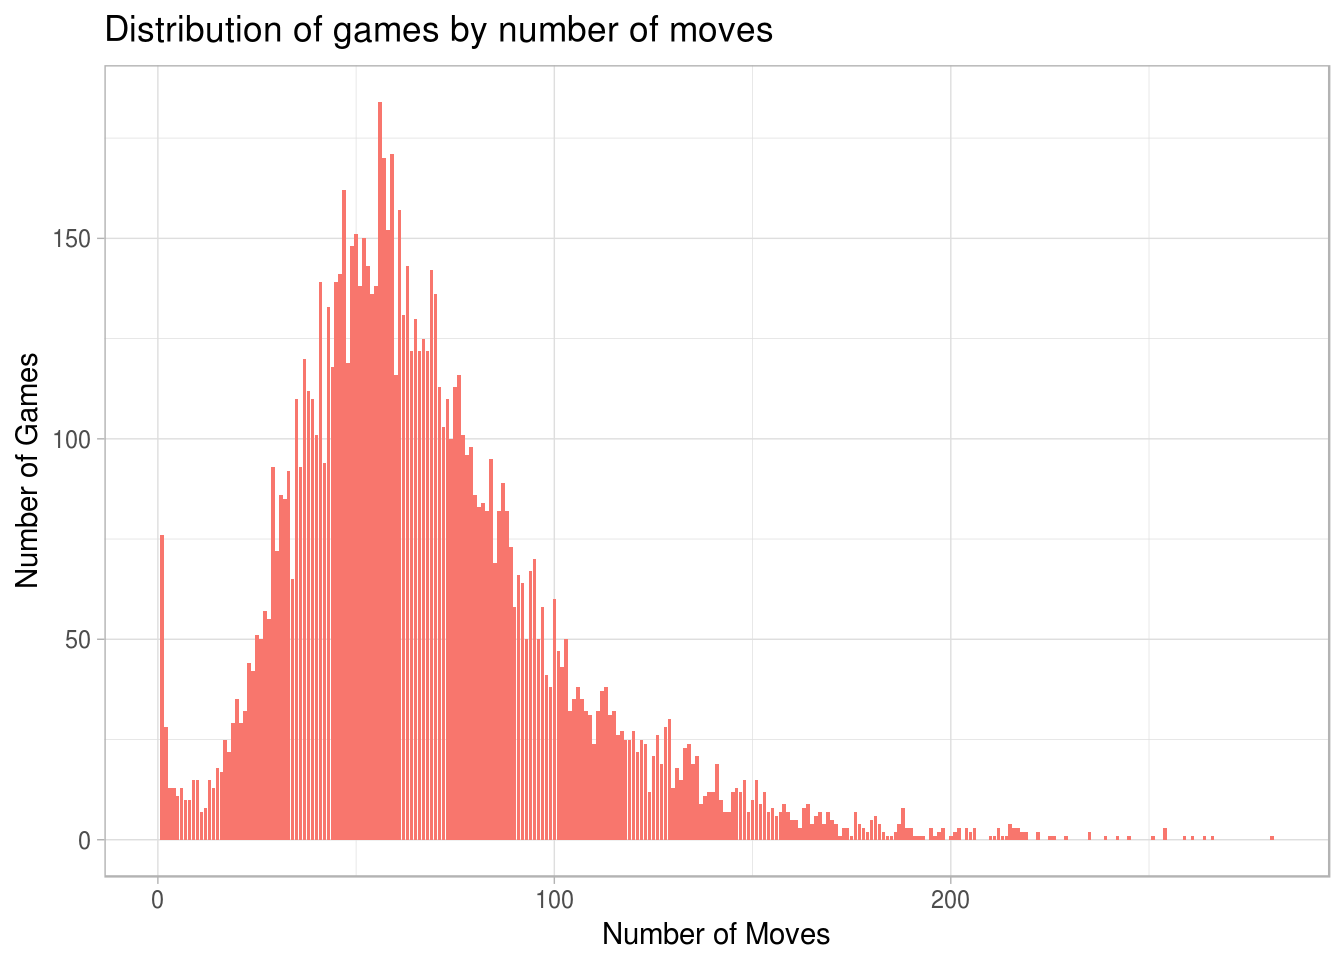 Distribution of games by number of moves
Number of Games
150
100
50
0
0 100 200
Number of Moves